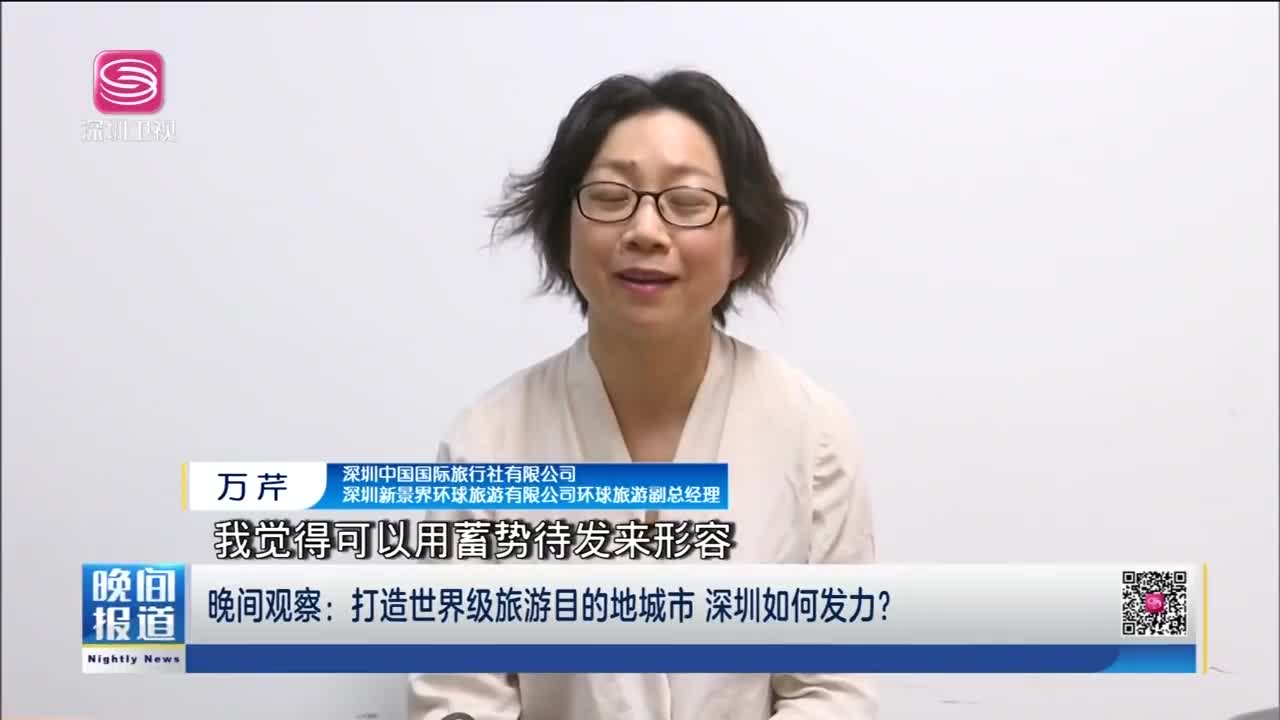 深圳卫视
万芹
深圳中国国际旅行社有限公司
深圳新景界环球旅游有限公司环球旅游副总经理
我觉得可以用蓄势待发来形容
晚间报道
晚间观察：打造世界级旅游目的地城市 深圳如何发力？
Nightly News